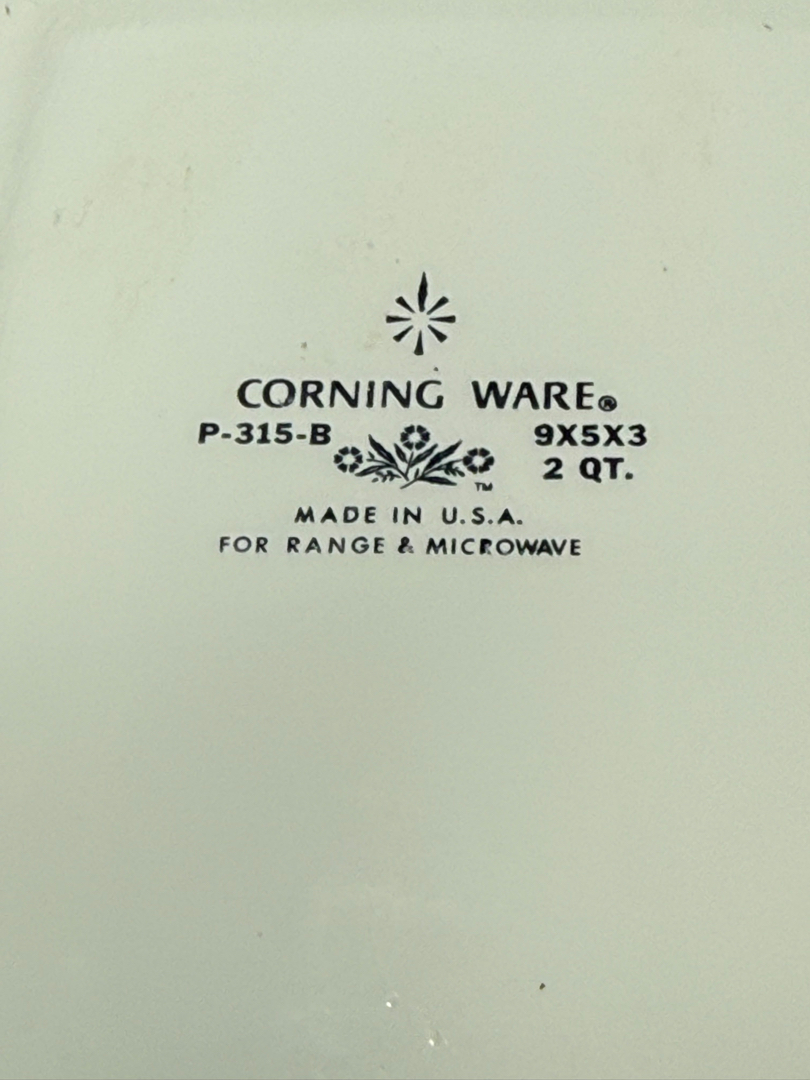 CORNING WARE®
P-315-B 9X5X3
2 QT.
TM
MADE IN U.S.A.
FOR RANGE & MICROWAVE